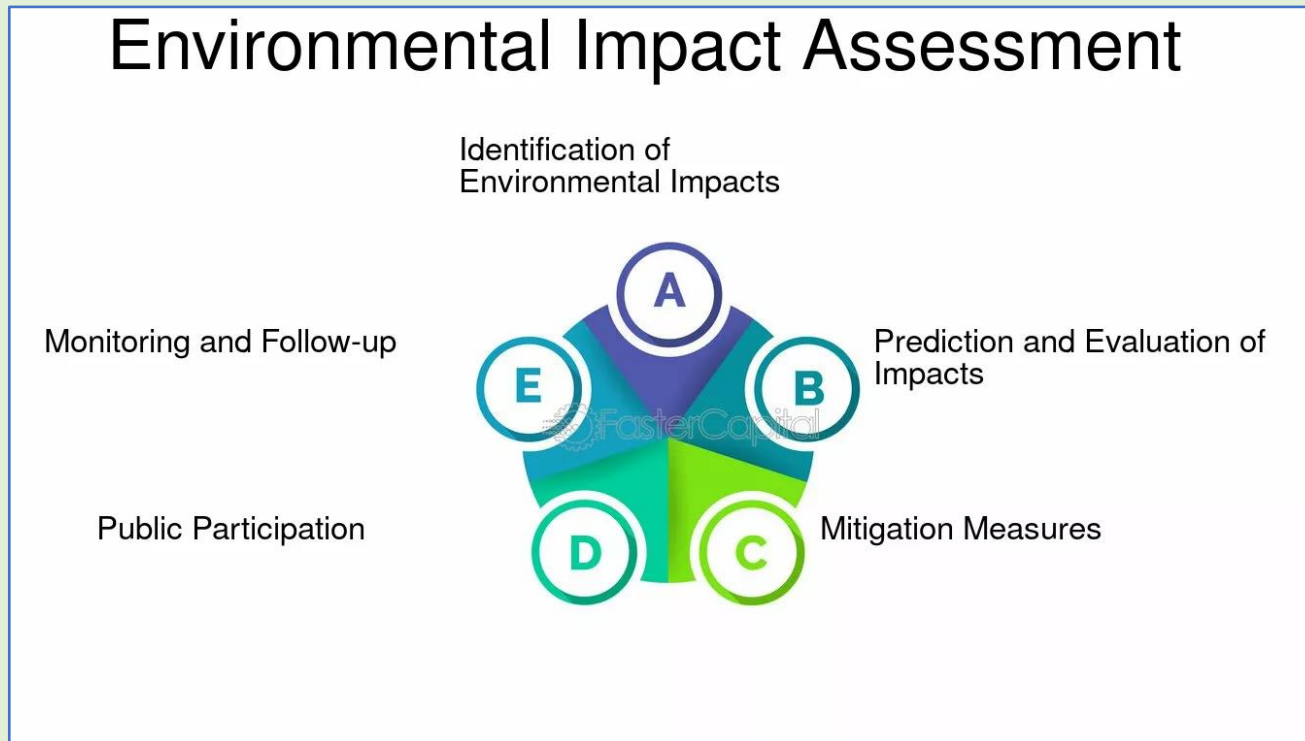 Environmental Impact Assessment
Identification of
Environmental Impacts
A
Monitoring and Follow-up
E
B
Prediction and Evaluation of
Impacts
FasterCapital
Public Participation
D
C
Mitigation Measures